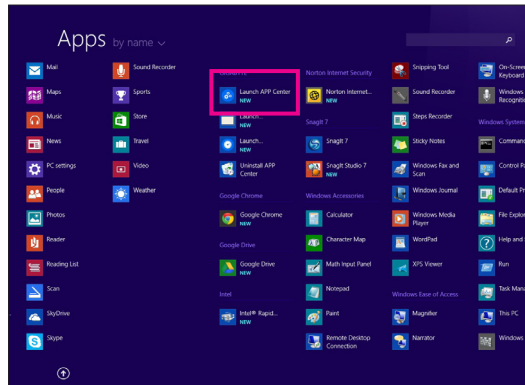 Apps by name
Mail
Maps
Music
News
PC settings
People
Photos
Reader
Reading List
Scan
SkyDrive
Skype
Sound Recorder
Sports
Store
Travel
Video
Weather
Launch APP Center
NEW
Launch...
NEW
Launch...
NEW
Uninstall APP
Center
Google Chrome
Google Chrome
NEW
Google Drive
Google Drive
NEW
Intel
Intel® Rapid...
NEW
Norton Internet Security
Norton Internet...
NEW
SnagIt 7
SnagIt 7
SnagIt Studio 7
NEW
Windows Accessories
Calculator
Character Map
Math Input Panel
Notepad
Paint
Remote Desktop
Connection
Snipping Tool
Sound Recorder
Steps Recorder
Sticky Notes
Windows Fax and
Scan
Windows Journal
Windows Media
Player
WordPad
XPS Viewer
Windows Ease of Access
Magnifier
Narrator
On-Screen
Keyboard
Windows
Recogniti
Windows System
Comman
Control Pa
Default Pr
File Explor
Help and
Run
Task Mana
This PC
Windows